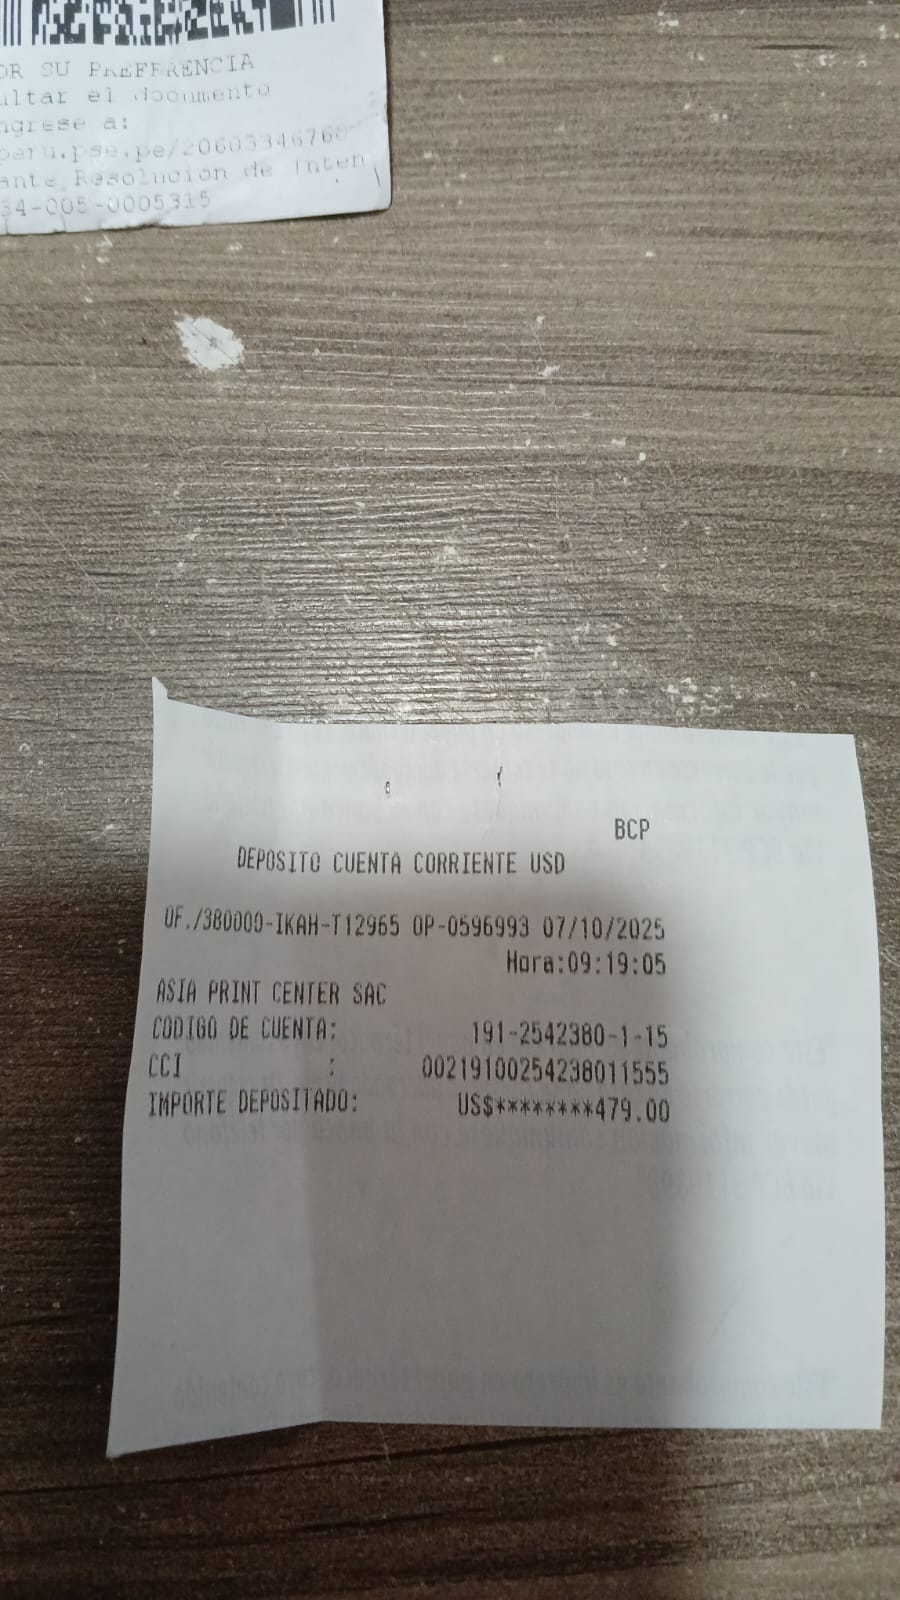 OR SU PREFERENCIA
ultar el documento
ngrese a:
peru.pse.pe/20603346760
ante Resolucion de Inten
34-005-0005315
BCP
DEPOSITO CUENTA CORRIENTE USD
OF./380000-IKAH-T12965 OP-0596993 07/10/2025
Hora:09:19:05
ASIA PRINT CENTER SAC
CODIGO DE CUENTA: 191-2542380-1-15
CCI : 00219100254238011555
IMPORTE DEPOSITADO: US$********479.00